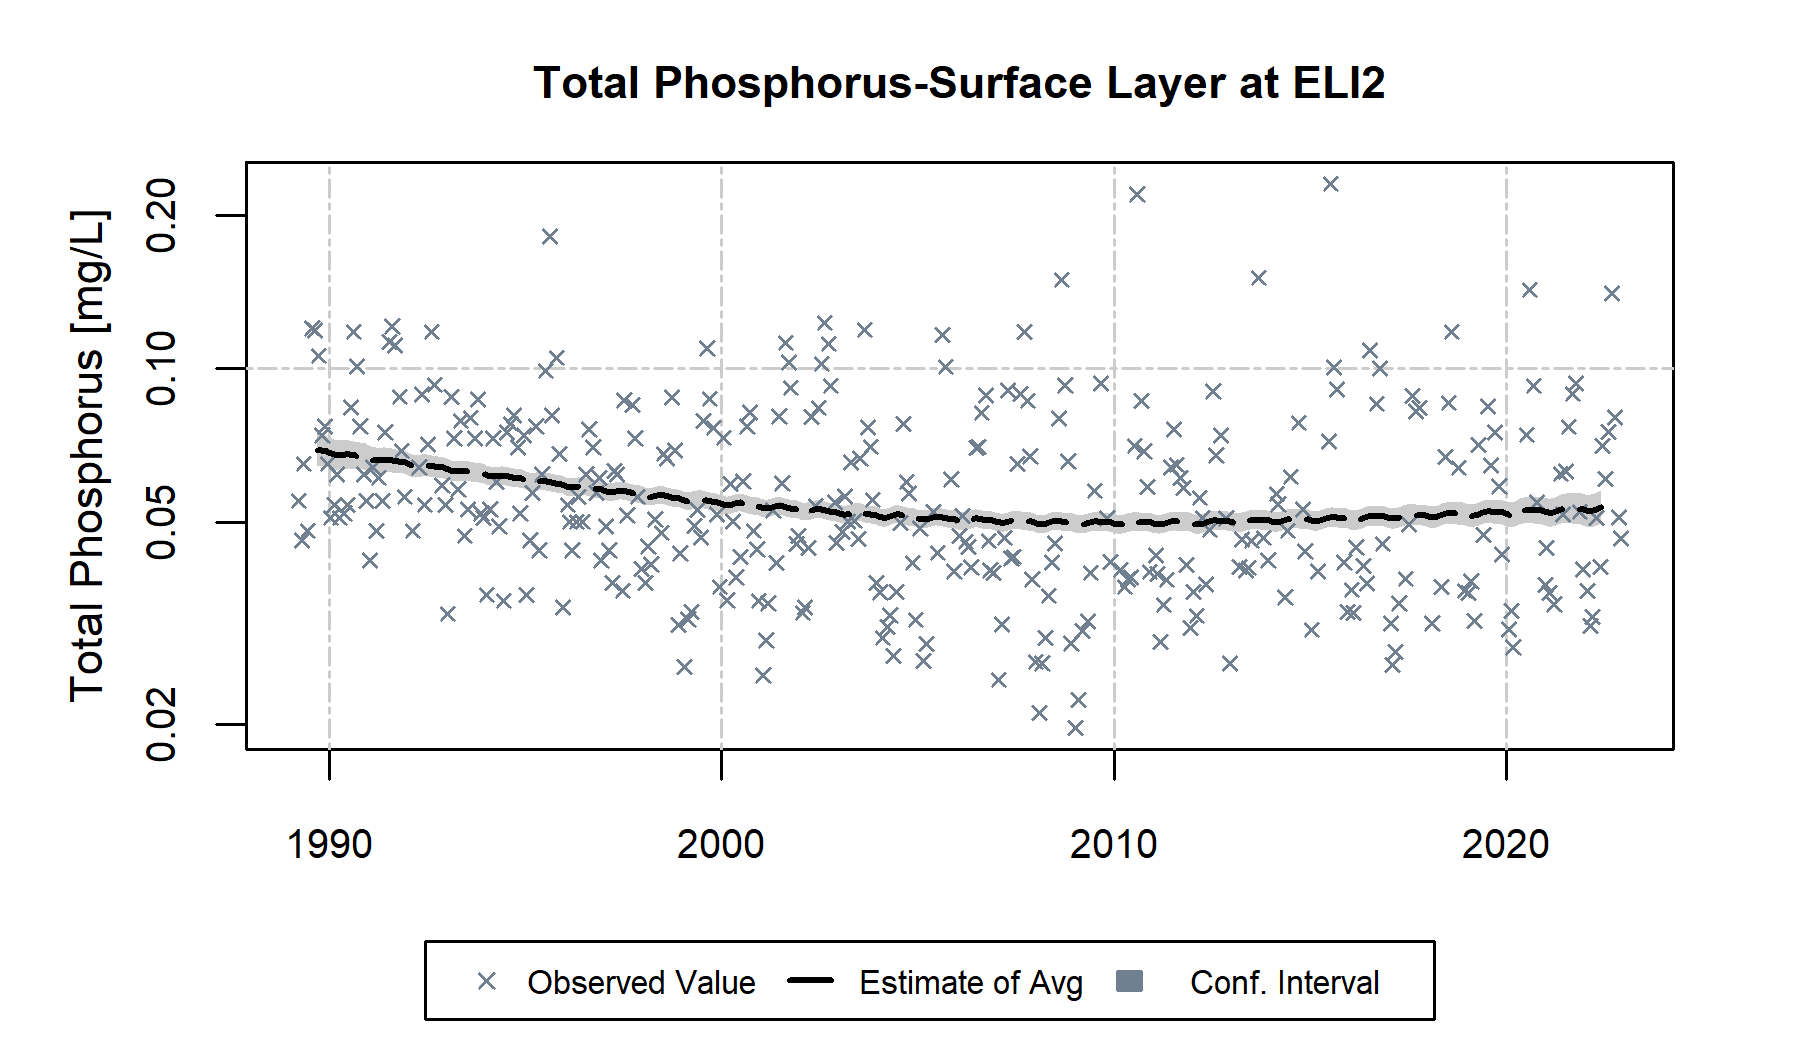 Total Phosphorus-Surface Layer at ELI2
Total Phosphorus [mg/L]
0.20
0.10
0.05
0.02
1990 2000 2010 2020
Observed Value Estimate of Avg Conf. Interval